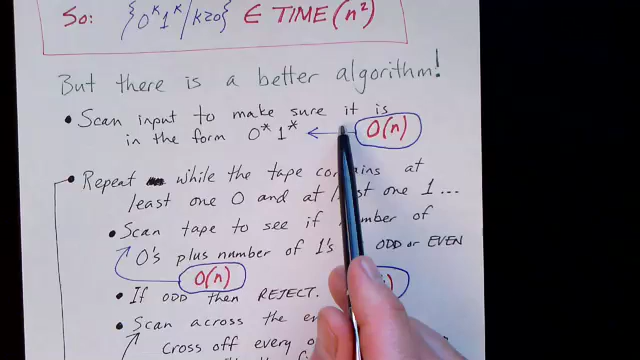 So: {0ᵏ1ᵏ | k≥0} ∈ TIME(n²)
But there is a better algorithm!
• Scan input to make sure it is
in the form 0* 1* ← O(n)
• Repeat while the tape contains at
least one 0 and at least one 1...
• Scan tape to see if number of
0's plus number of 1's ODD or EVEN
O(n)
• If ODD then REJECT.
• Scan across the
Cross off every